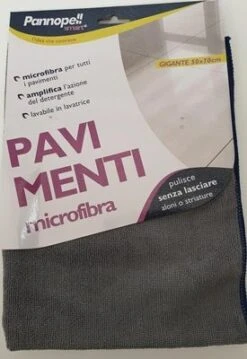 Pannopell
smart
GIGANTE 50x70cm
microfibra per tutti
i pavimenti
amplifica l'azione
del detergente
lavabile in lavatrice
PAVI
MENTI
microfibra
pulisce
senza lasciare
aloni o striature